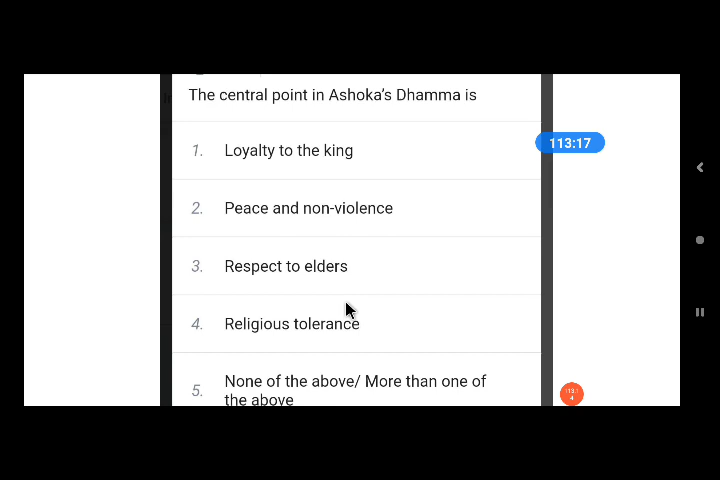 The central point in Ashoka's Dhamma is
113:17
1. Loyalty to the king
2. Peace and non-violence
3. Respect to elders
4. Religious tolerance
5. None of the above/ More than one of
the above